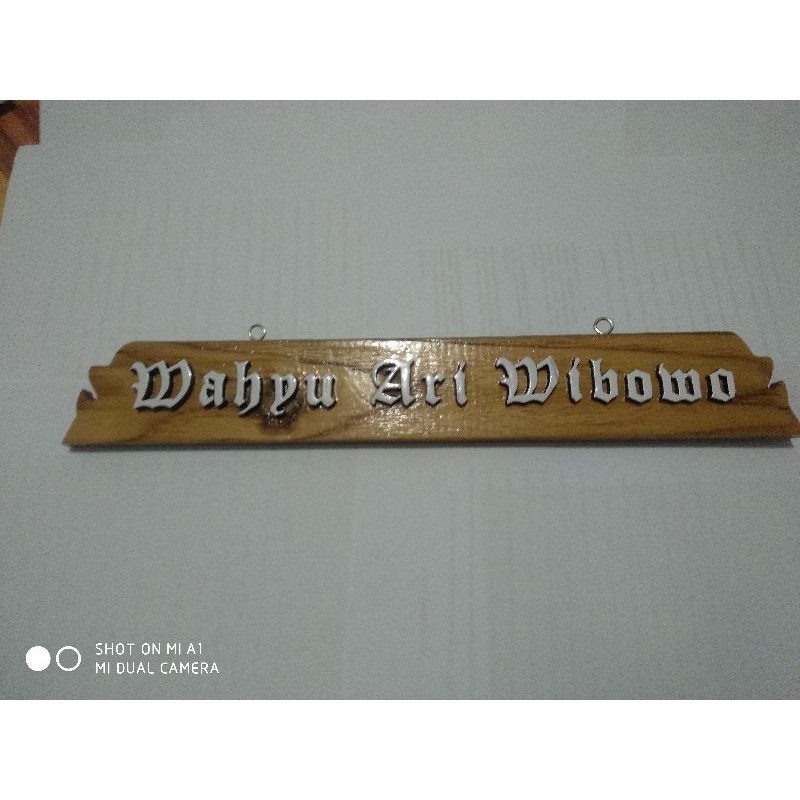 Wahyu Ari Wibowo
SHOT ON MI A1
MI DUAL CAMERA